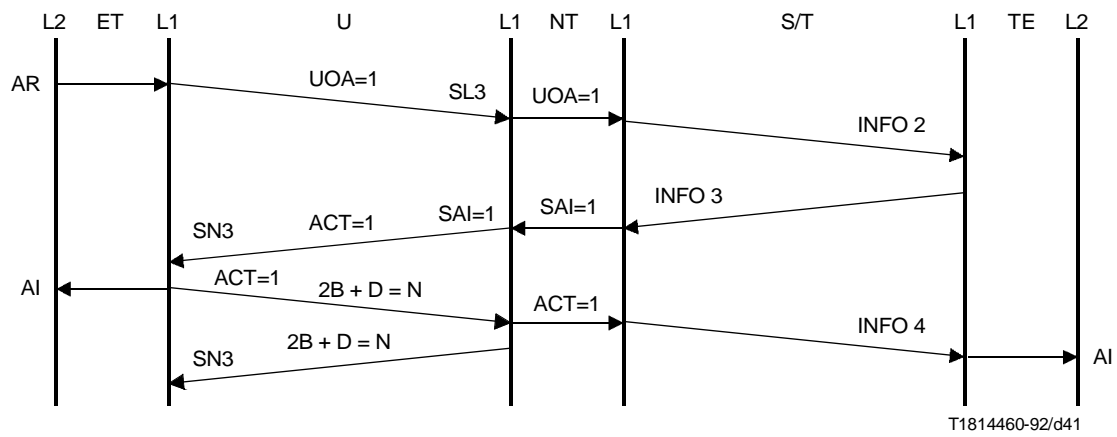 L2 ET L1 U L1 NT L1 S/T L1 TE L2
AR UOA=1 SL3 UOA=1
INFO 2
INFO 3
SN3 ACT=1 SAI=1 SAI=1
AI ACT=1 2B + D = N ACT=1
INFO 4
SN3 2B + D = N
AI
T1814460-92/d41